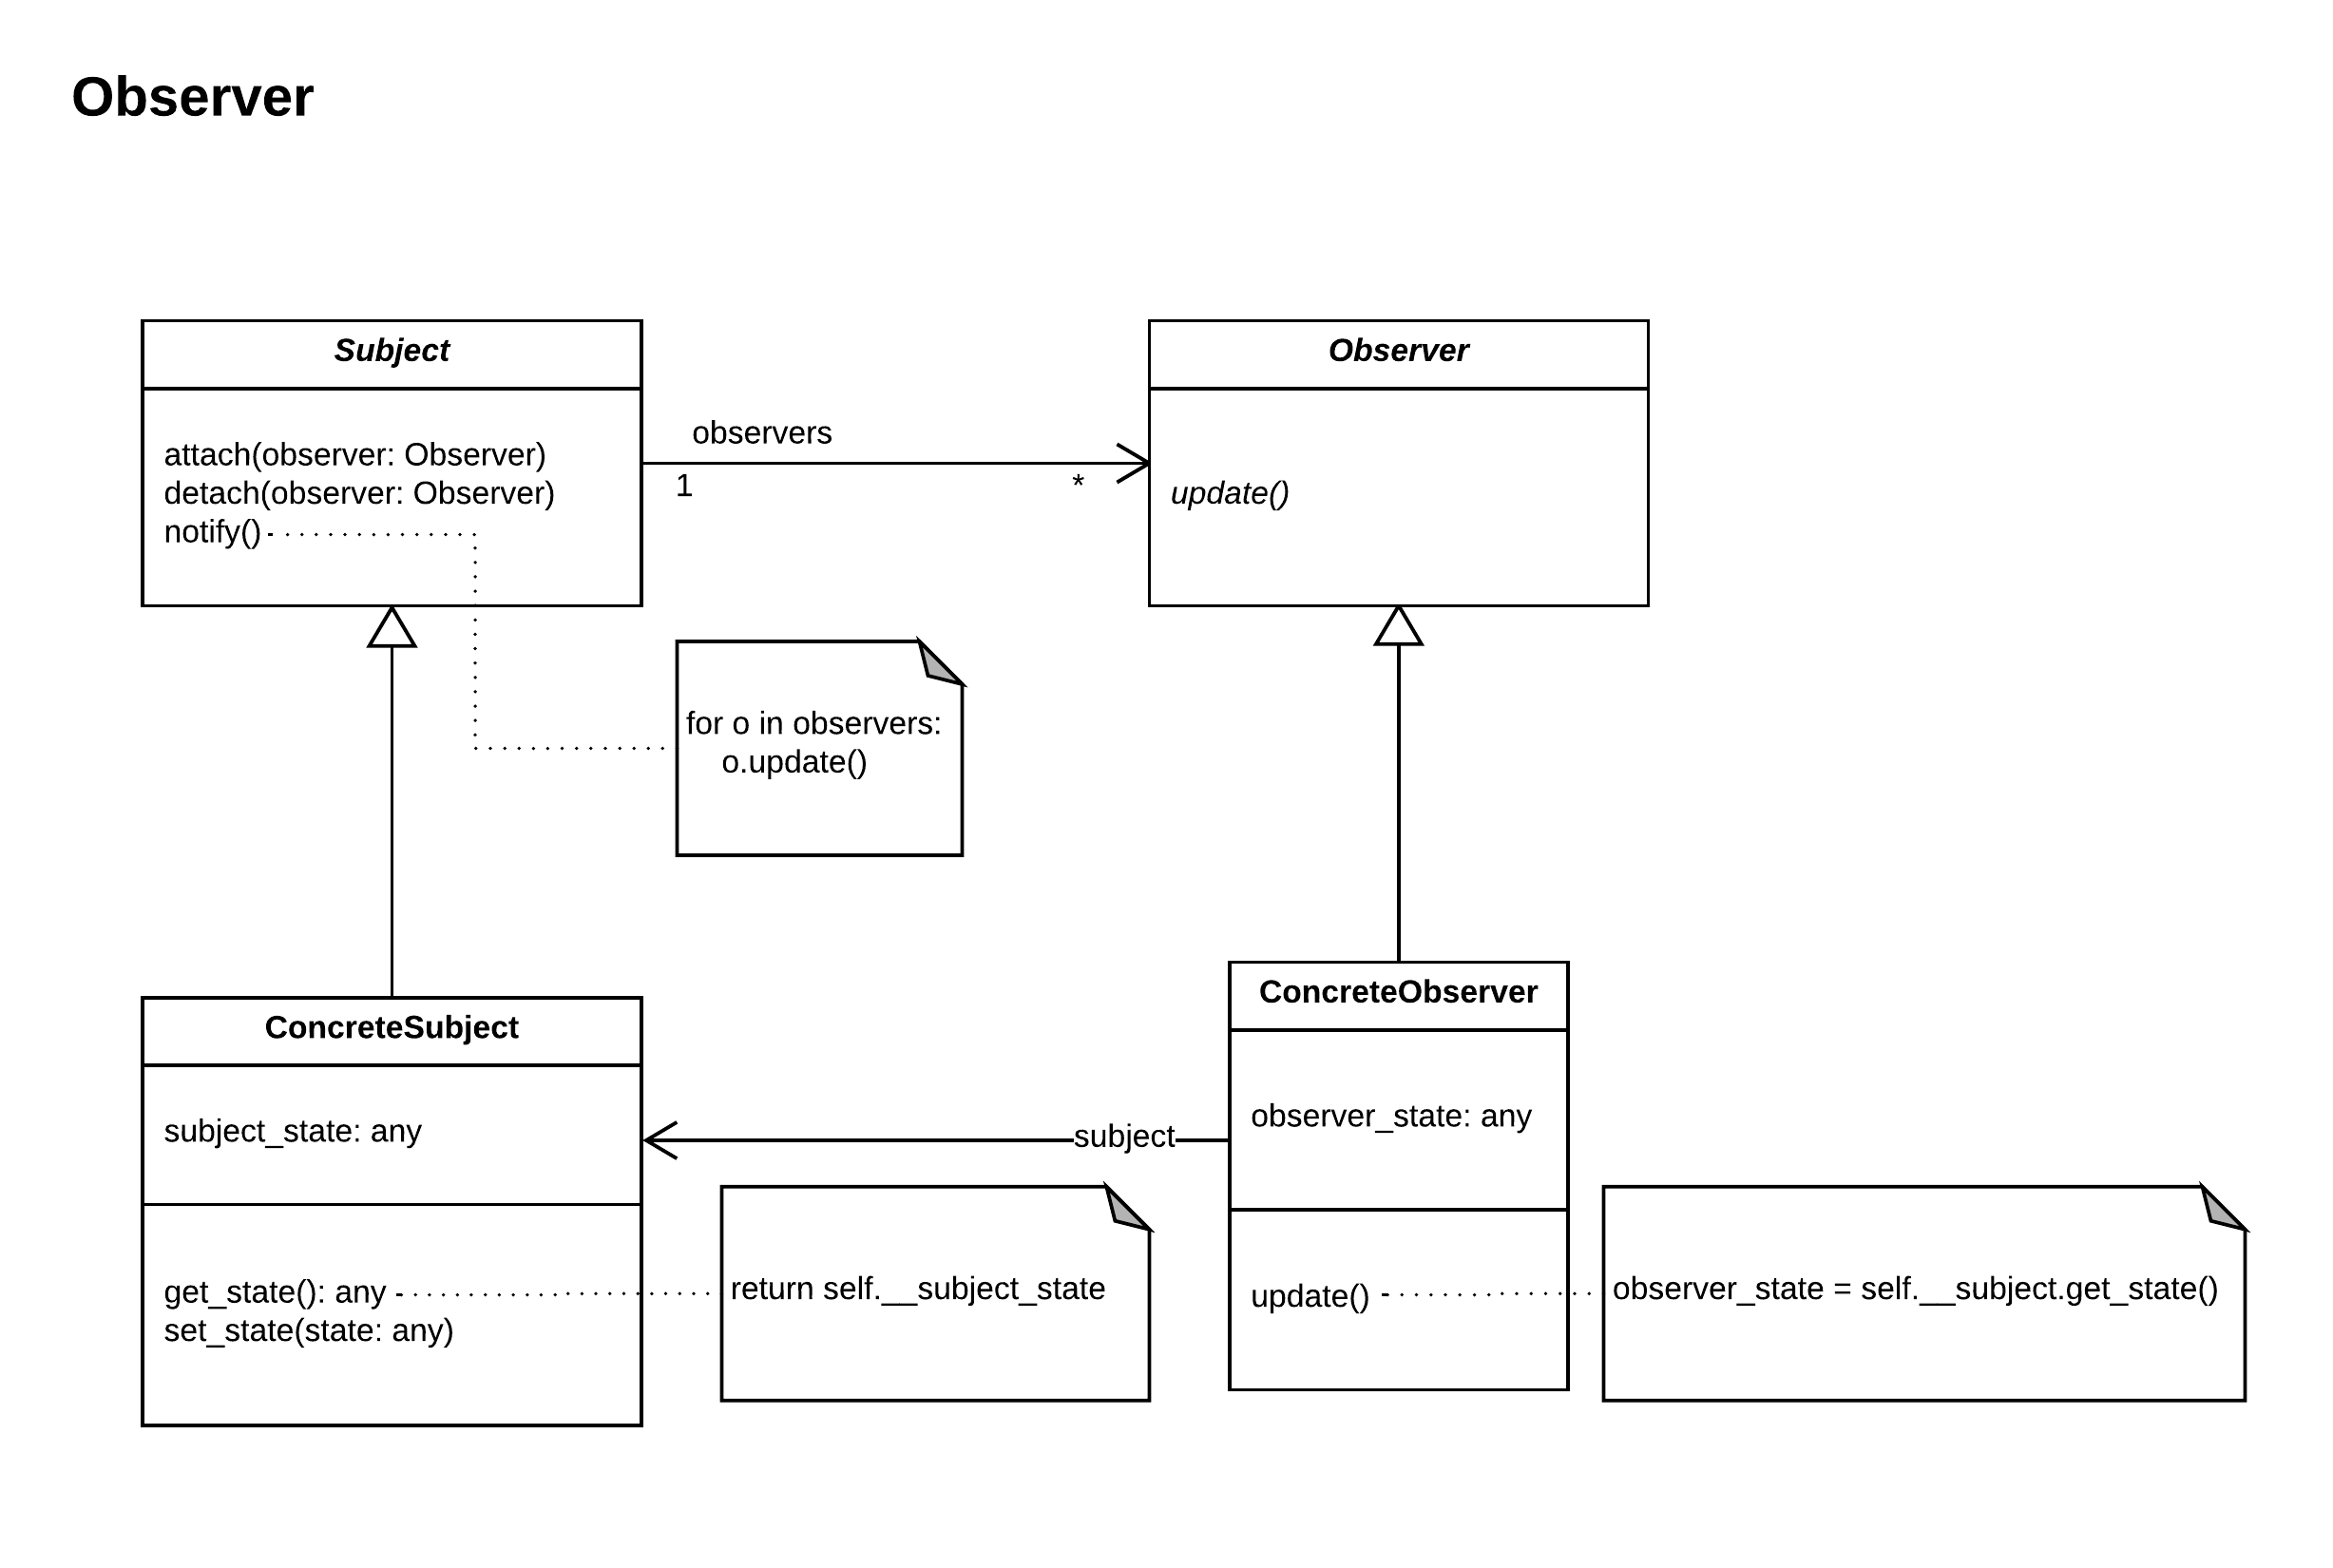 Observer
Subject
attach(observer: Observer)
detach(observer: Observer)
notify()
observers
1
*
Observer
update()
for o in observers:
o.update()
ConcreteSubject
subject_state: any
get_state(): any
set_state(state: any)
return self.__subject_state
subject
ConcreteObserver
observer_state: any
update()
observer_state = self.__subject.get_state()